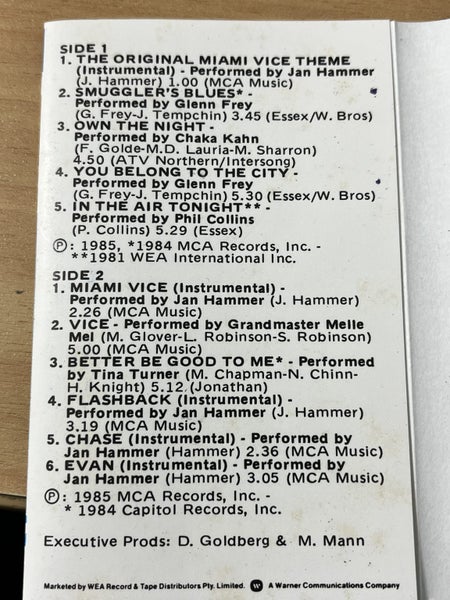 SIDE 1
1. THE ORIGINAL MIAMI VICE THEME
(Instrumental) - Performed by Jan Hammer
(J. Hammer) 1.00 (MCA Music)
2. SMUGGLER'S BLUES* -
Performed by Glenn Frey
(G. Frey-J. Tempchin) 3.45 (Essex/W. Bros)
3. OWN THE NIGHT -
Performed by Chaka Kahn
(F. Golde-M.D. Lauria-M. Sharron)
4.50 (ATV Northern/Intersong)
4. YOU BELONG TO THE CITY -
Performed by Glenn Frey
(G. Frey-J. Tempchin) 5.30 (Essex/W. Bros)
5. IN THE AIR TONIGHT** -
Performed by Phil Collins
(P. Collins) 5.29 (Essex)
Ⓟ: 1985, *1984 MCA Records, Inc. -
**1981 WEA International Inc.
SIDE 2
1. MIAMI VICE (Instrumental) -
Performed by Jan Hammer (J. Hammer)
2.26 (MCA Music)
2. VICE - Performed by Grandmaster Melle
Mel (M. Glover-L. Robinson-S. Robinson)
5.00 (MCA Music)
3. BETTER BE GOOD TO ME* - Performed
by Tina Turner (M. Chapman-N. Chinn-
H. Knight) 5.12 (Jonathan)
4. FLASHBACK (Instrumental) -
Performed by Jan Hammer (J. Hammer)
3.19 (MCA Music)
5. CHASE (Instrumental) - Performed by
Jan Hammer (Hammer) 2.36 (MCA Music)
6. EVAN (Instrumental) - Performed by
Jan Hammer (Hammer) 3.05 (MCA Music)
Ⓟ: 1985 MCA Records, Inc. -
* 1984 Capitol Records, Inc.
Executive Prods: D. Goldberg & M. Mann
Marketed by WEA Record & Tape Distributors Pty. Limited. W A Warner Communications Company